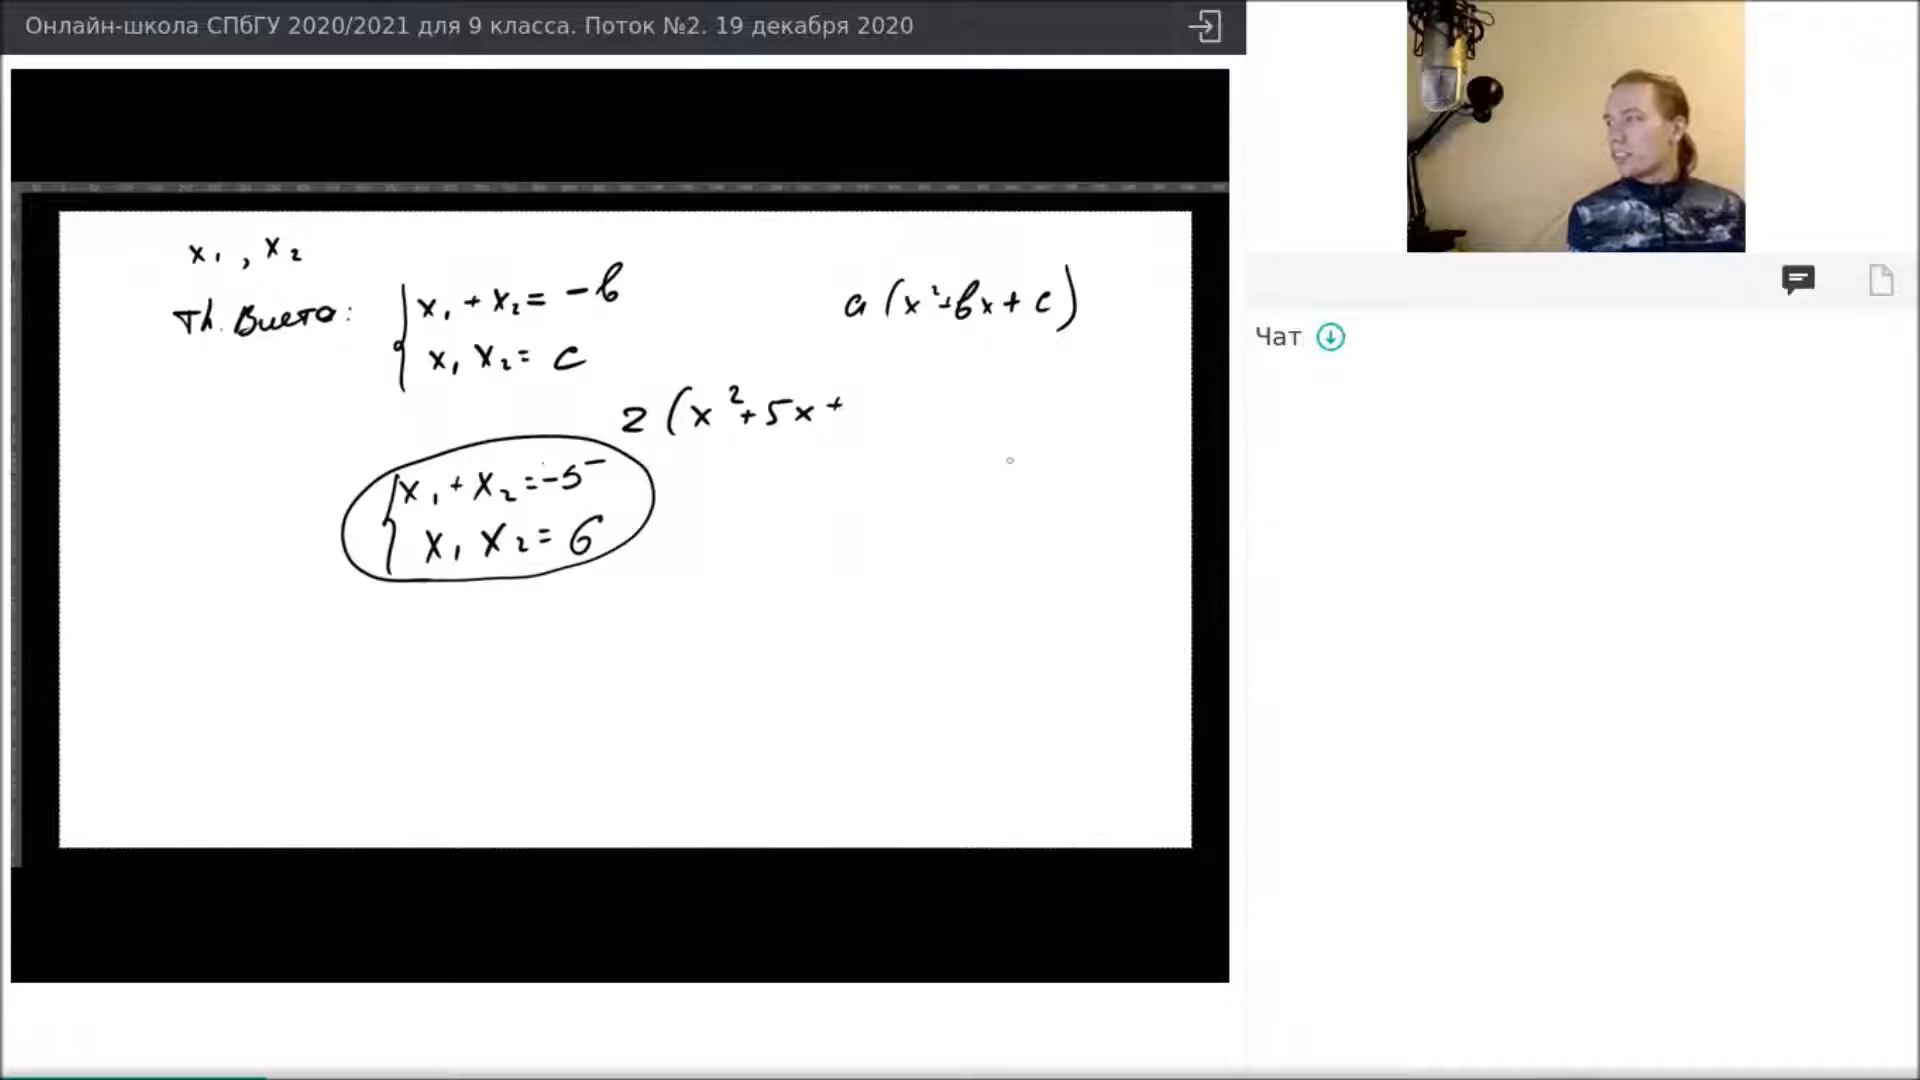 Онлайн-школа СПбГУ 2020/2021 для 9 класса. Поток №2. 19 декабря 2020
x₁, x₂
Th. Виета: { x₁ + x₂ = -b
x₁ x₂ = c
a (x² + bx + c)
2 (x² + 5x +
{ x₁ + x₂ = -5
x₁ x₂ = 6
Чат